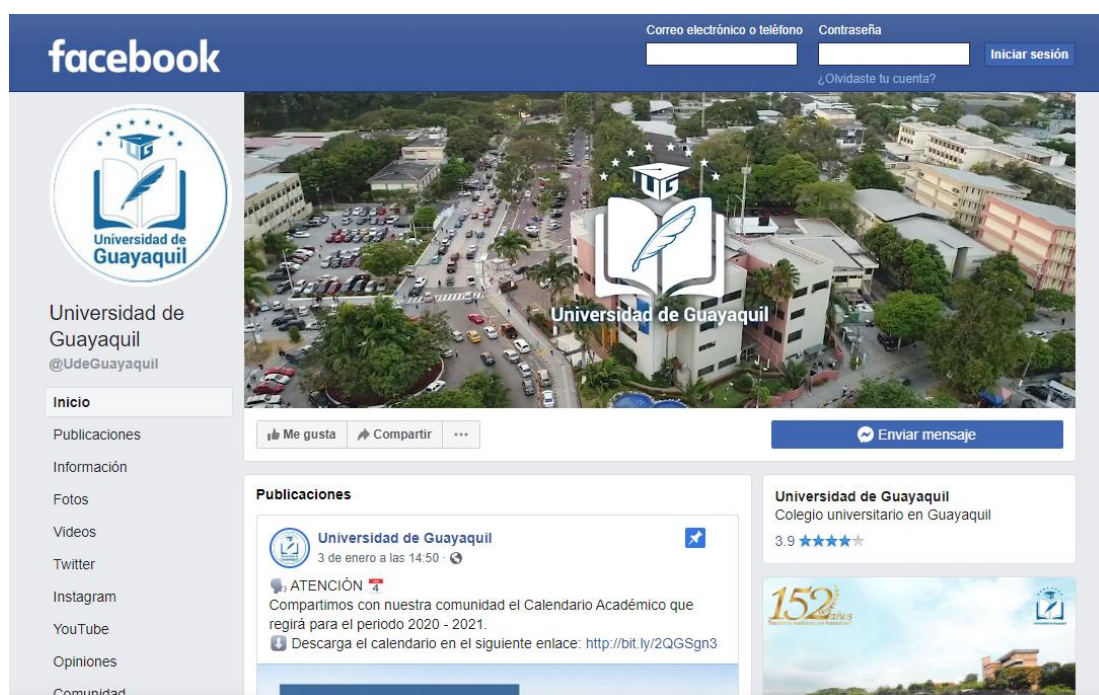 Correo electrónico o teléfono
Contraseña
facebook
Iniciar sesión
¿Olvidaste tu cuenta?
UG
Universidad de
Guayaquil
UG
Universidad de Guayaquil
Universidad de
Guayaquil
@UdeGuayaquil
Inicio
Publicaciones
Información
Fotos
Videos
Twitter
Instagram
YouTube
Opiniones
Comunidad
Me gusta
Compartir
...
Enviar mensaje
Publicaciones
Universidad de Guayaquil
3 de enero a las 14:50 ·
ATENCIÓN
Compartimos con nuestra comunidad el Calendario Académico que
regirá para el periodo 2020 - 2021.
Descarga el calendario en el siguiente enlace: http://bit.ly/2QGSgn3
Universidad de Guayaquil
Colegio universitario en Guayaquil
3.9
152 años